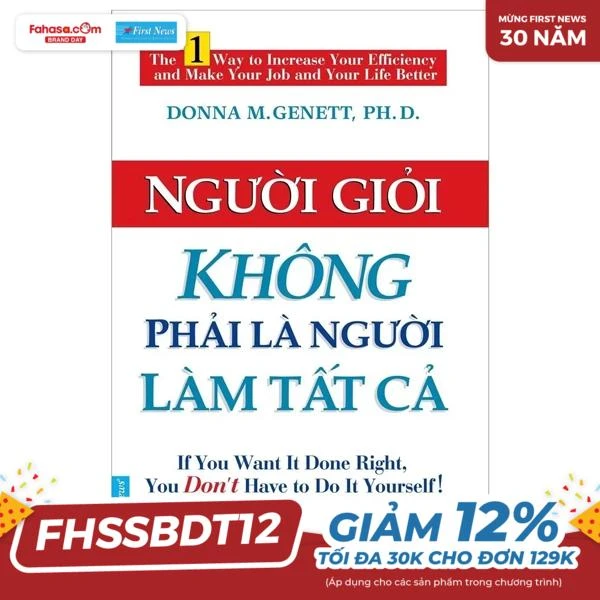 Fahasa.com
BRAND DAY
First News
MỪNG FIRST NEWS
30 NĂM
The 1 Way to Increase Your Efficiency
and Make Your Job and Your Life Better
DONNA M. GENETT, PH. D.
NGƯỜI GIỎI
KHÔNG
PHẢI LÀ NGƯỜI
LÀM TẤT CẢ
If You Want It Done Right,
You Don't Have to Do It Yourself!
ews
FHSSBDT12
GIẢM 12%
TỐI ĐA 30K CHO ĐƠN 129K
(Áp dụng cho các sản phẩm trong chương trình)